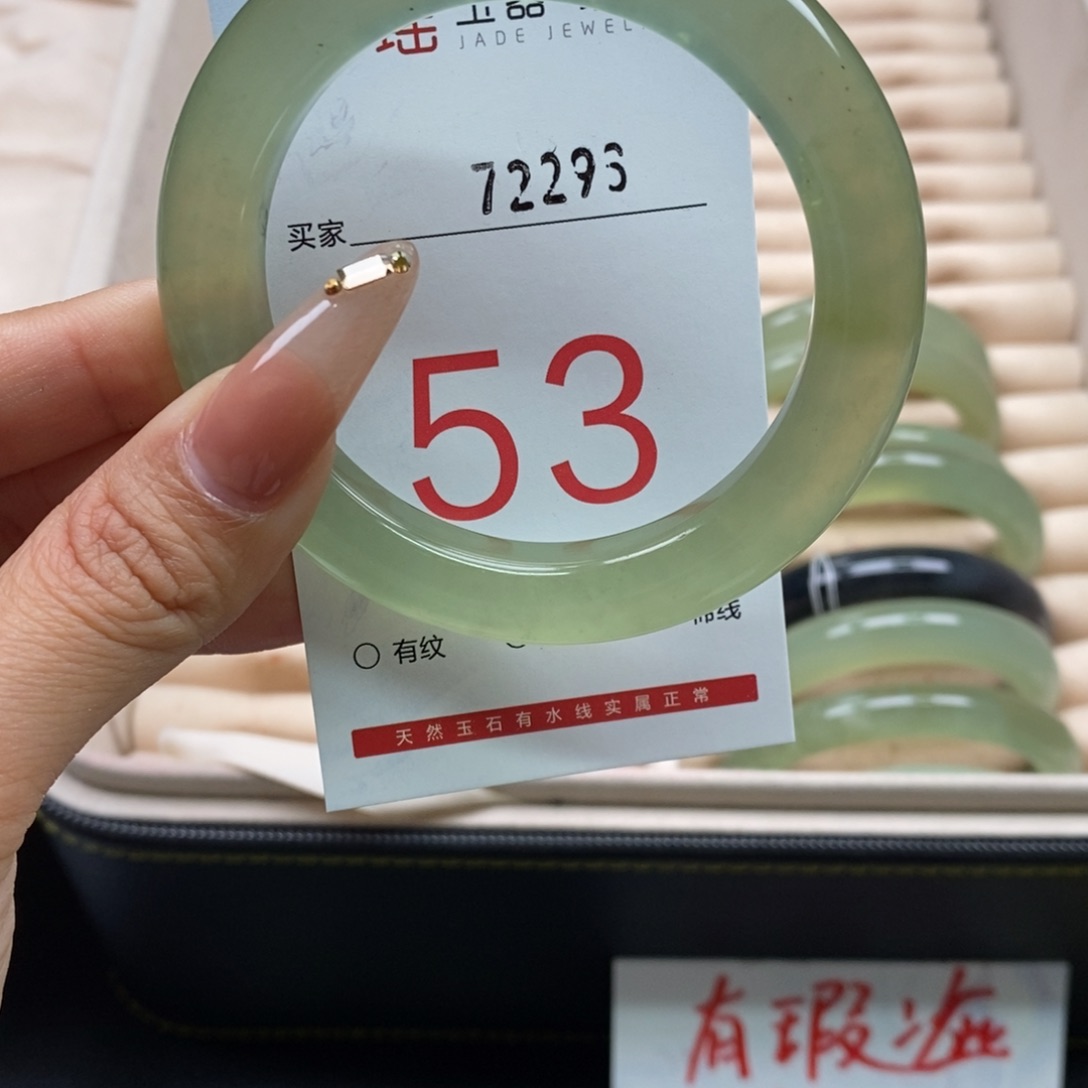 JADE JEWEL
买家 72293
53
○ 有纹
天然玉石有水线实属正常
有瑕疵